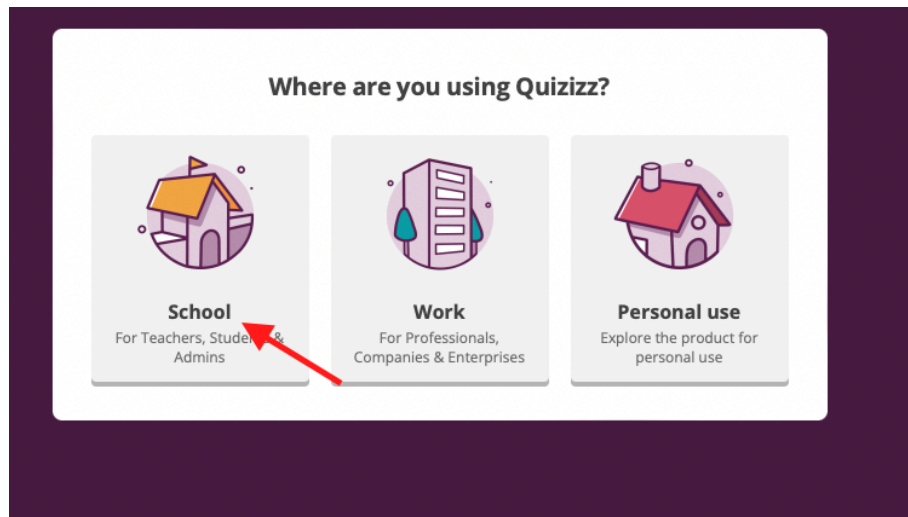 Where are you using Quizizz?
School
For Teachers, Students &
Admins
Work
For Professionals,
Companies & Enterprises
Personal use
Explore the product for
personal use